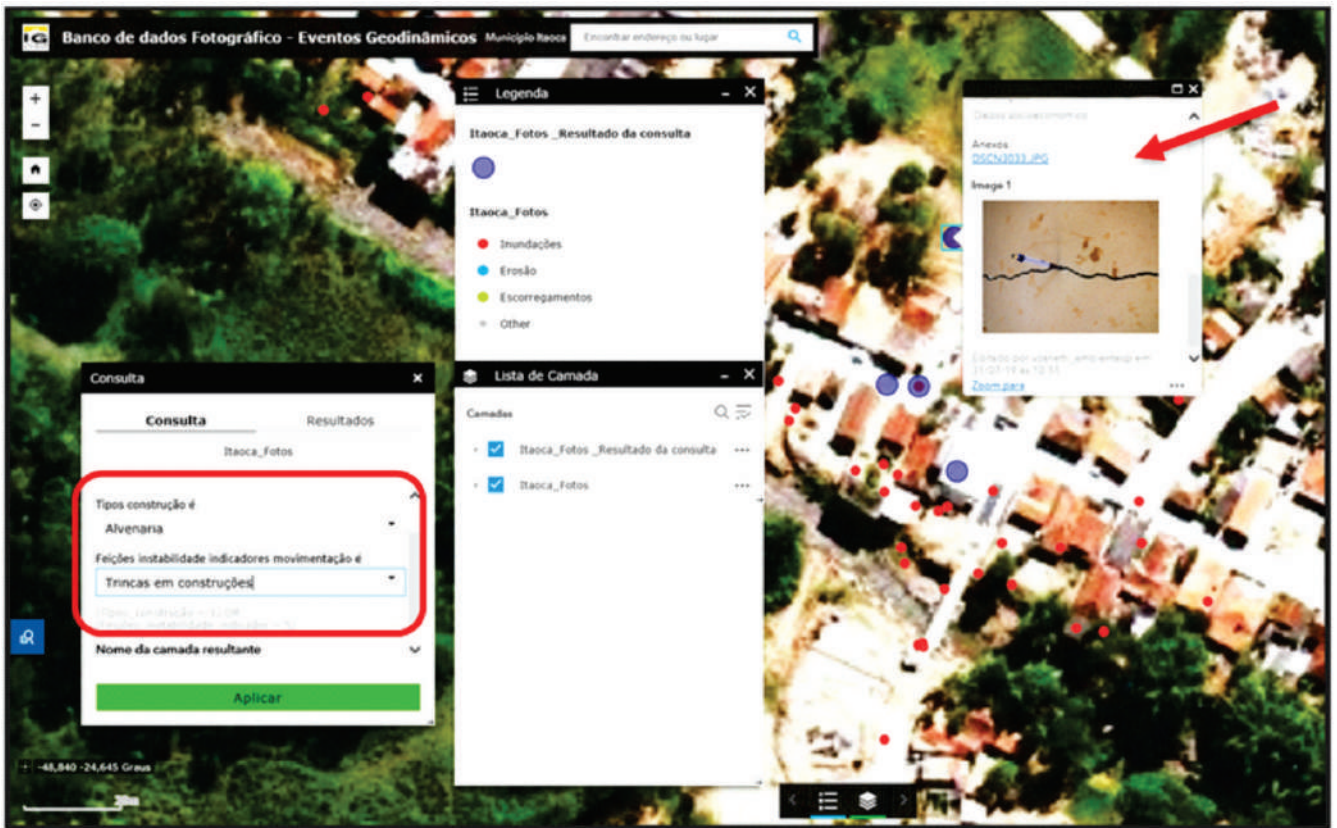 IG
Banco de dados Fotográfico - Eventos Geodinâmicos Município Itaoca
Encontrar endereço ou lugar
Legenda
Itaoca_Fotos _Resultado da consulta
Itaoca_Fotos
Inundações
Erosão
Escorregamentos
Other
Lista de Camada
Camadas
Itaoca_Fotos _Resultado da consulta
Itaoca_Fotos
Anexos
DSCN3033.JPG
Image 1
Zoom para
Consulta
Consulta Resultados
Itaoca_Fotos
Tipos construção é
Alvenaria
Feições instabilidade indicadores movimentação é
Trincas em construções
Nome da camada resultante
Aplicar
-48,840 -24,645 Graus